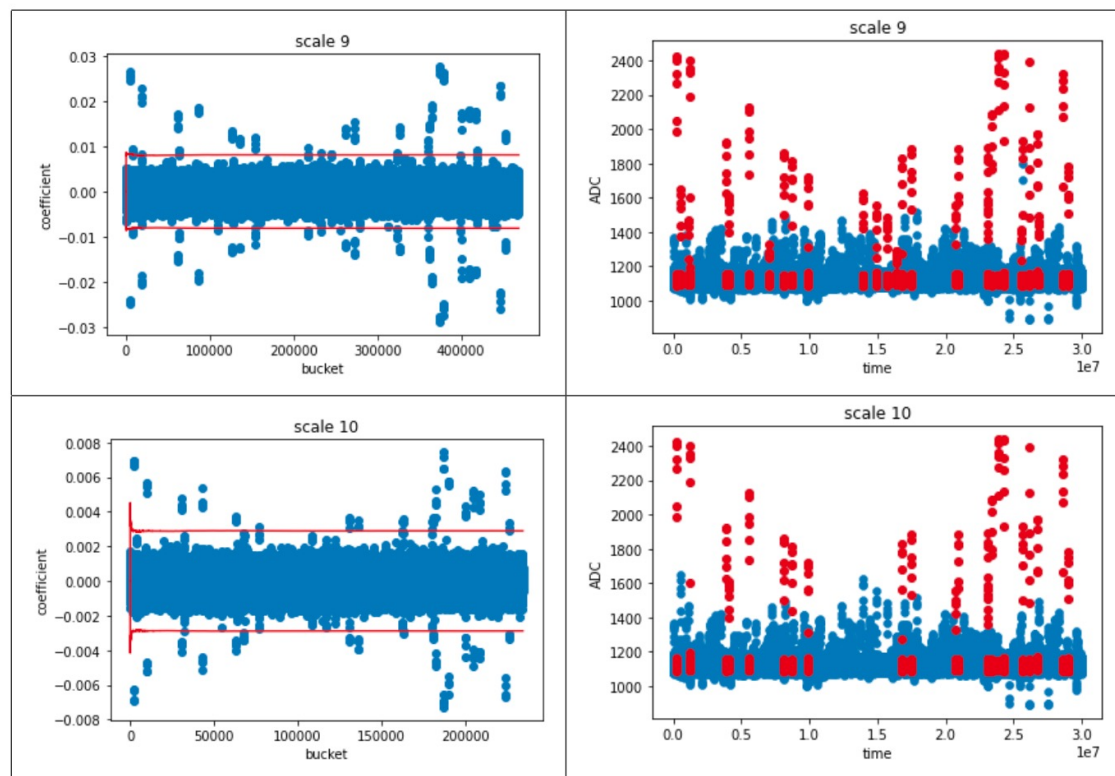 scale 9
0.03
0.02
0.01
0.00
−0.01
−0.02
−0.03
coefficient
0 100000 200000 300000 400000
bucket
scale 9
2400
2200
2000
1800
1600
1400
1200
1000
ADC
0.0 0.5 1.0 1.5 2.0 2.5 3.0
1e7
time
scale 10
0.008
0.006
0.004
0.002
0.000
−0.002
−0.004
−0.006
−0.008
coefficient
0 50000 100000 150000 200000
bucket
scale 10
2400
2200
2000
1800
1600
1400
1200
1000
ADC
0.0 0.5 1.0 1.5 2.0 2.5 3.0
1e7
time